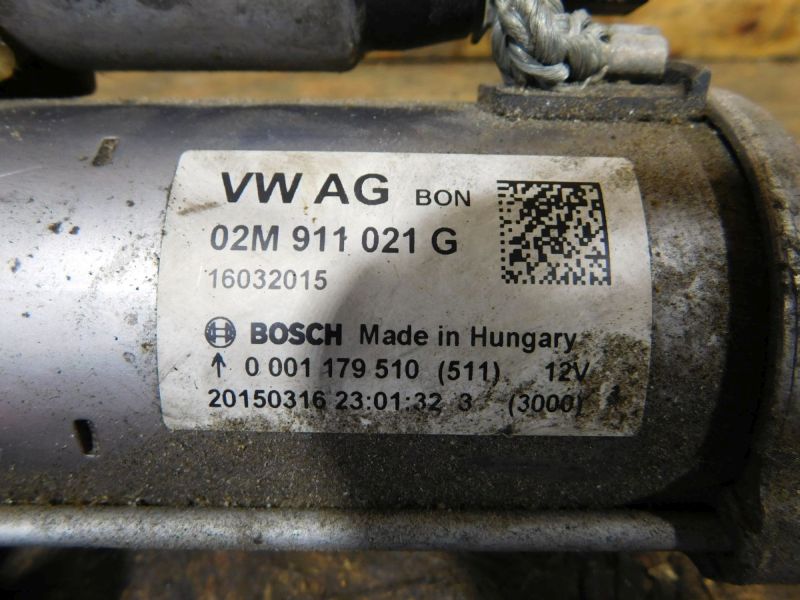 VW AG BON
02M 911 021 G
16032015
BOSCH Made in Hungary
↑ 0 001 179 510 (511) 12V
20150316 23:01:32 3 (3000)